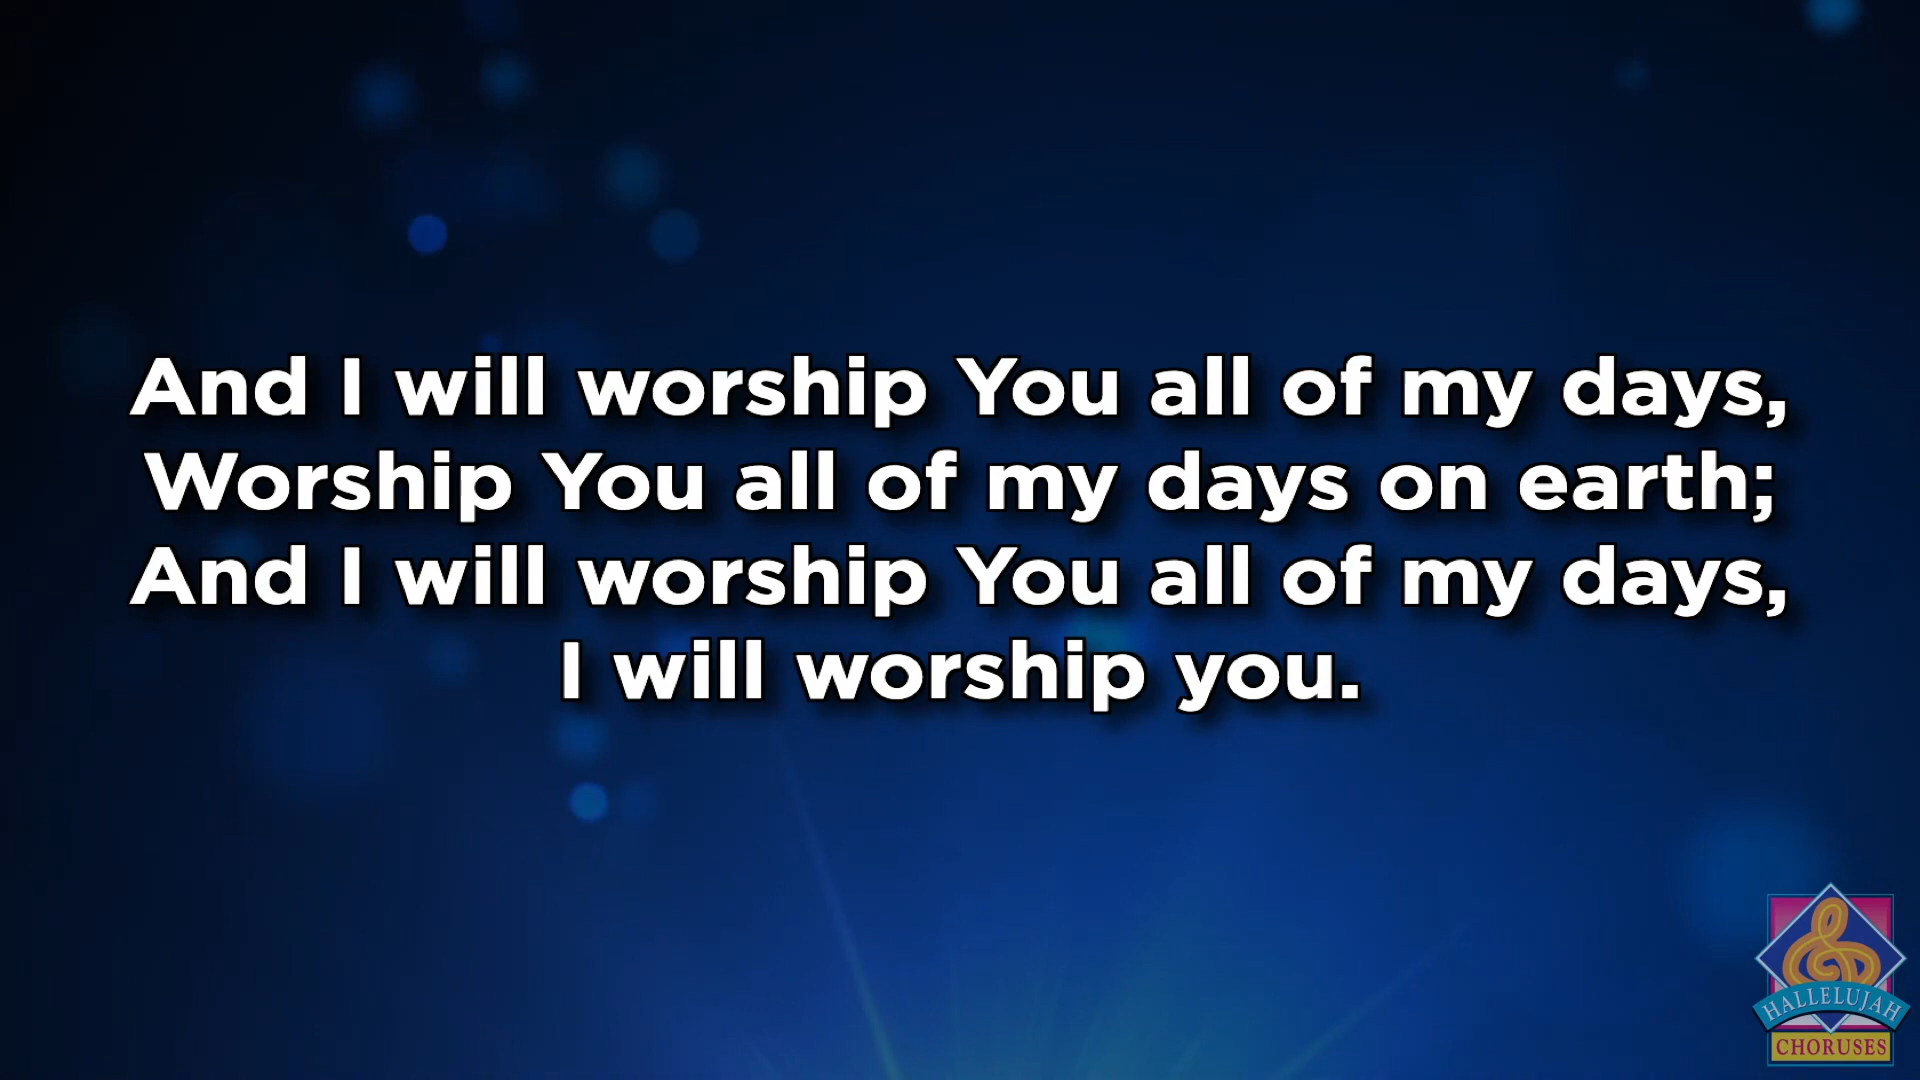 And I will worship You all of my days,
Worship You all of my days on earth;
And I will worship You all of my days,
I will worship you.
HALLELUJAH
CHORUSES